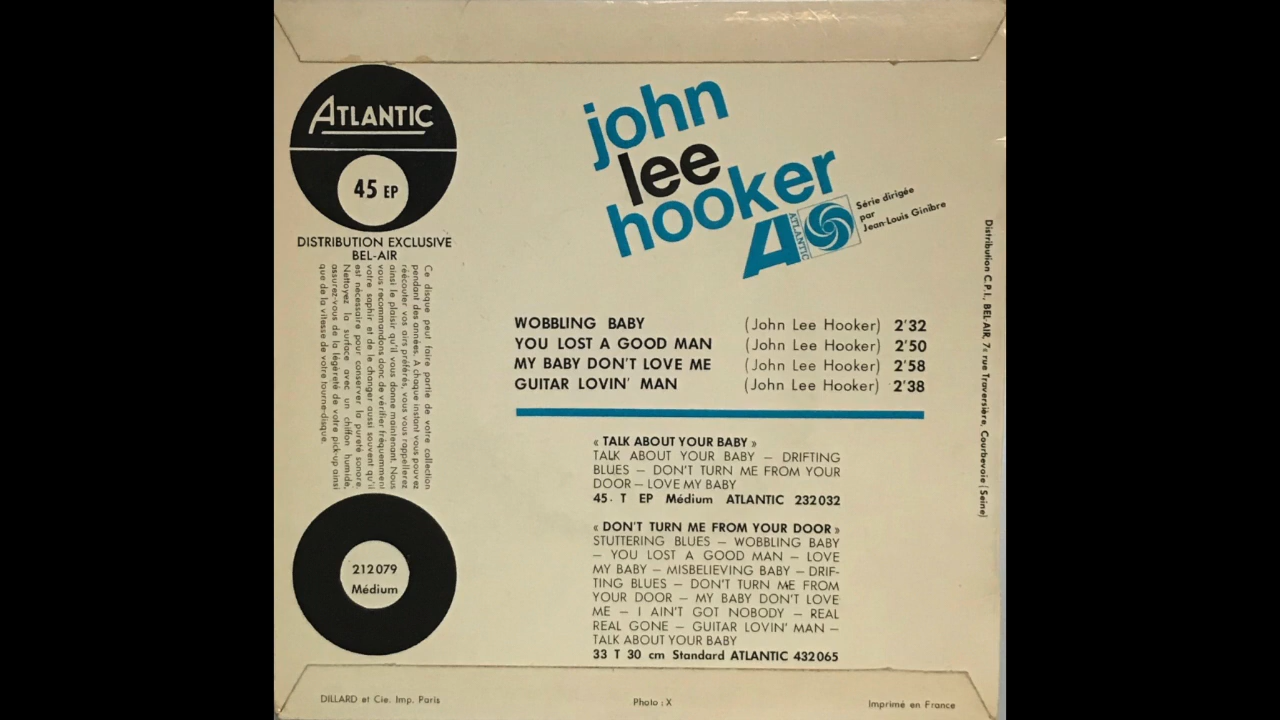 ATLANTIC
45 EP
DISTRIBUTION EXCLUSIVE
BEL-AIR
Ce disque peut faire partie de votre collection
pendant des années. A chaque instant vous pouvez
réécouter vos airs préférés, vous vous rappellerez
ainsi le plaisir qu'il vous donne maintenant. Nous
vous recommandons donc de vérifier fréquemment
votre saphir et de le changer aussi souvent qu'il
est nécessaire pour conserver la pureté sonore.
Nettoyez la surface avec un chiffon humide,
assurez-vous de la légèreté de votre pick-up ainsi
que de la vitesse de votre tourne-disque.
212079
Médium
john
lee
hooker
ATLANTIC
Série dirigée
par
Jean-Louis Ginibre
WOBBLING BABY (John Lee Hooker) 2'32
YOU LOST A GOOD MAN (John Lee Hooker) 2'50
MY BABY DON'T LOVE ME (John Lee Hooker) 2'58
GUITAR LOVIN' MAN (John Lee Hooker) 2'38
« TALK ABOUT YOUR BABY »
TALK ABOUT YOUR BABY — DRIFTING
BLUES — DON'T TURN ME FROM YOUR
DOOR — LOVE MY BABY
45. T EP Médium ATLANTIC 232032
« DON'T TURN ME FROM YOUR DOOR »
STUTTERING BLUES — WOBBLING BABY
— YOU LOST A GOOD MAN — LOVE
MY BABY — MISBELIEVING BABY — DRIF-
TING BLUES — DON'T TURN ME FROM
YOUR DOOR — MY BABY DON'T LOVE
ME — I AIN'T GOT NOBODY — REAL
REAL GONE — GUITAR LOVIN' MAN —
TALK ABOUT YOUR BABY
33 T 30 cm Standard ATLANTIC 432065
Distribution C.P.I., BEL-AIR, 7, rue Traversière, Courbevoie (Seine)
DILLARD et Cie. Imp. Paris
Photo : X
Imprimé en France